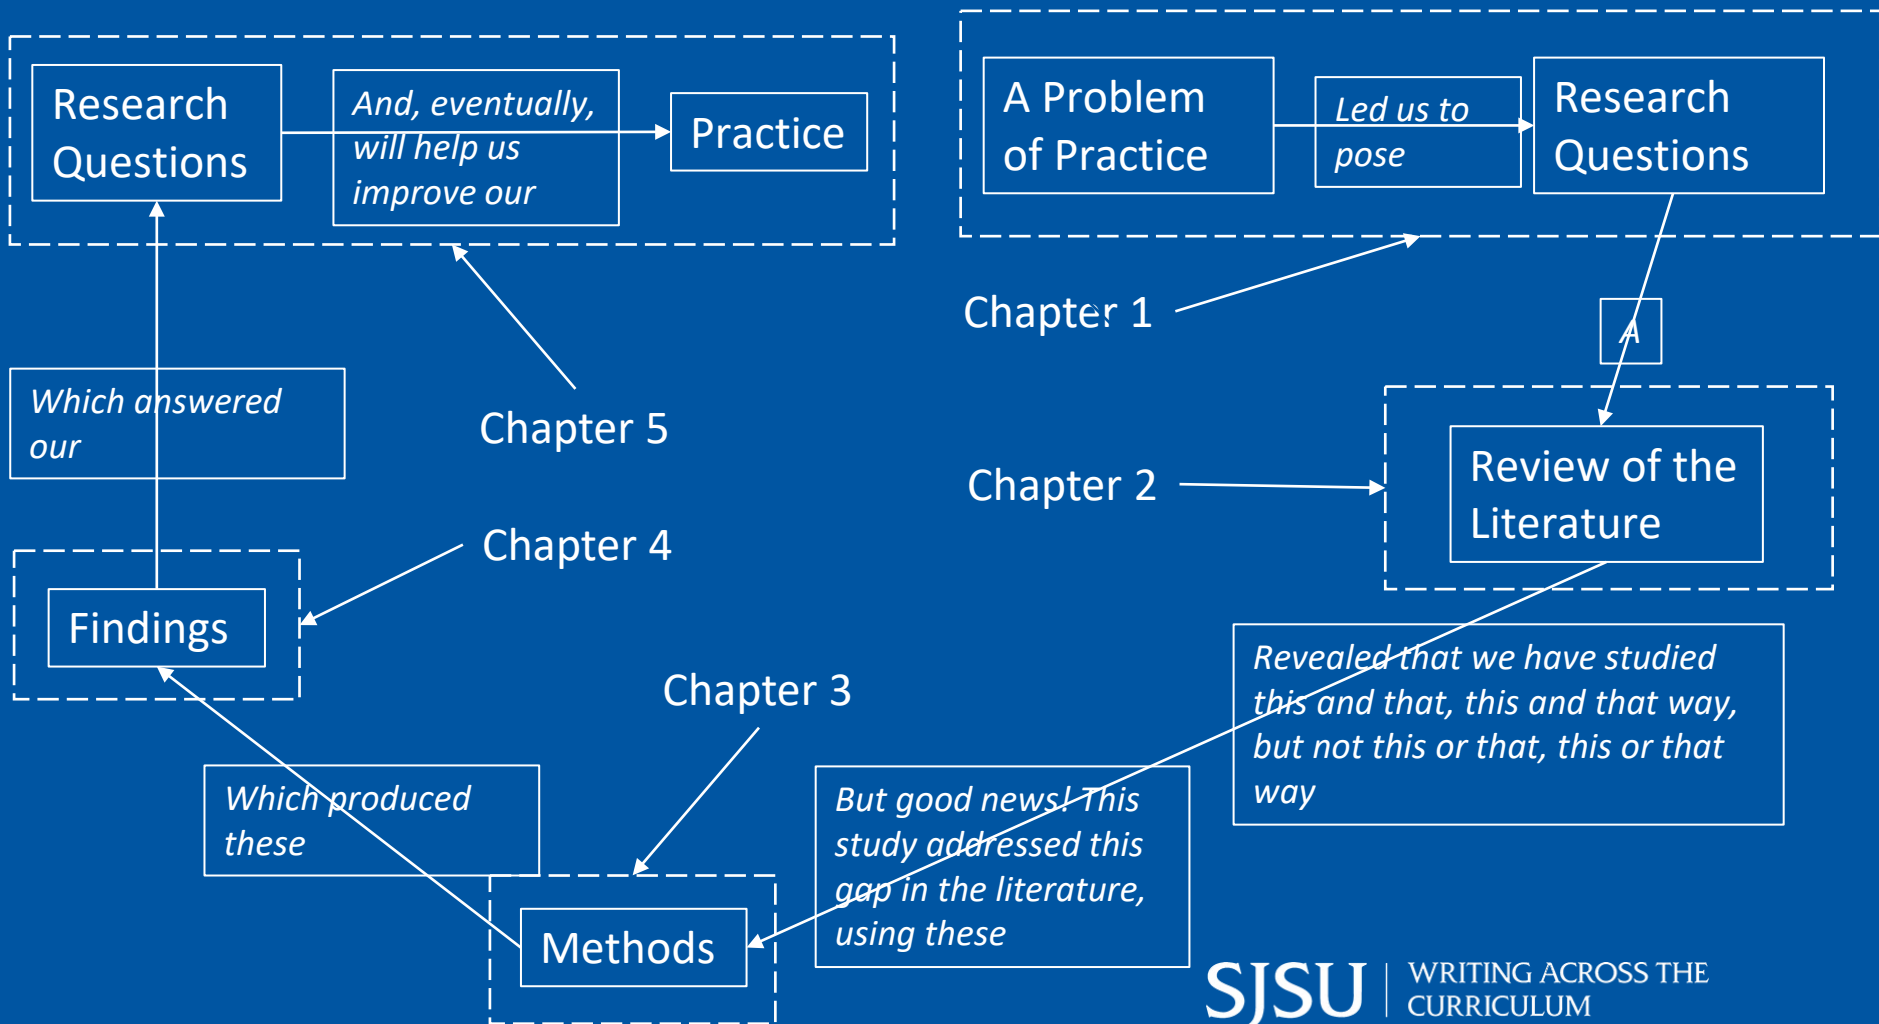 Research
Questions
And, eventually,
will help us
improve our
Practice
A Problem
of Practice
Led us to
pose
Research
Questions
Chapter 1
A
Which answered
our
Chapter 5
Chapter 2
Review of the
Literature
Chapter 4
Findings
Chapter 3
Revealed that we have studied
this and that, this and that way,
but not this or that, this or that
way
Which produced
these
But good news! This
study addressed this
gap in the literature,
using these
Methods
SJSU
WRITING ACROSS THE
CURRICULUM